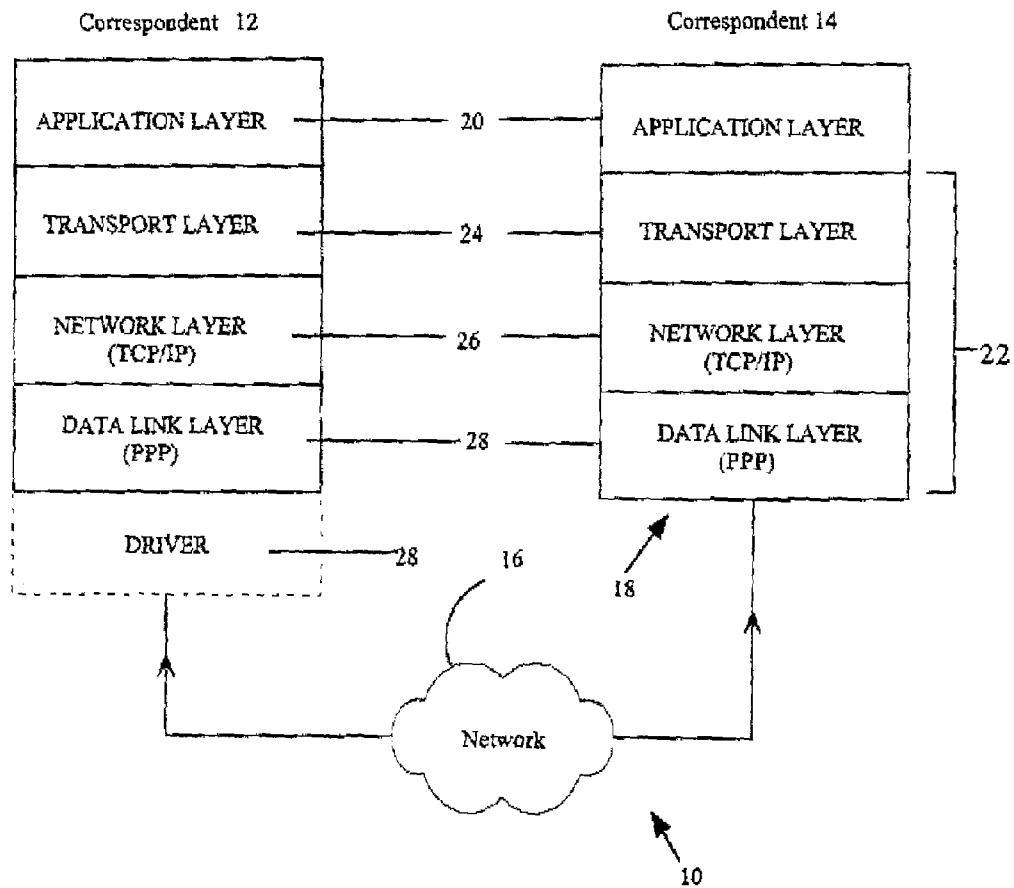 Correspondent 12
Correspondent 14
APPLICATION LAYER
20
APPLICATION LAYER
TRANSPORT LAYER
24
TRANSPORT LAYER
NETWORK LAYER
(TCP/IP)
26
NETWORK LAYER
(TCP/IP)
22
DATA LINK LAYER
(PPP)
28
DATA LINK LAYER
(PPP)
DRIVER
28
16
18
Network
10